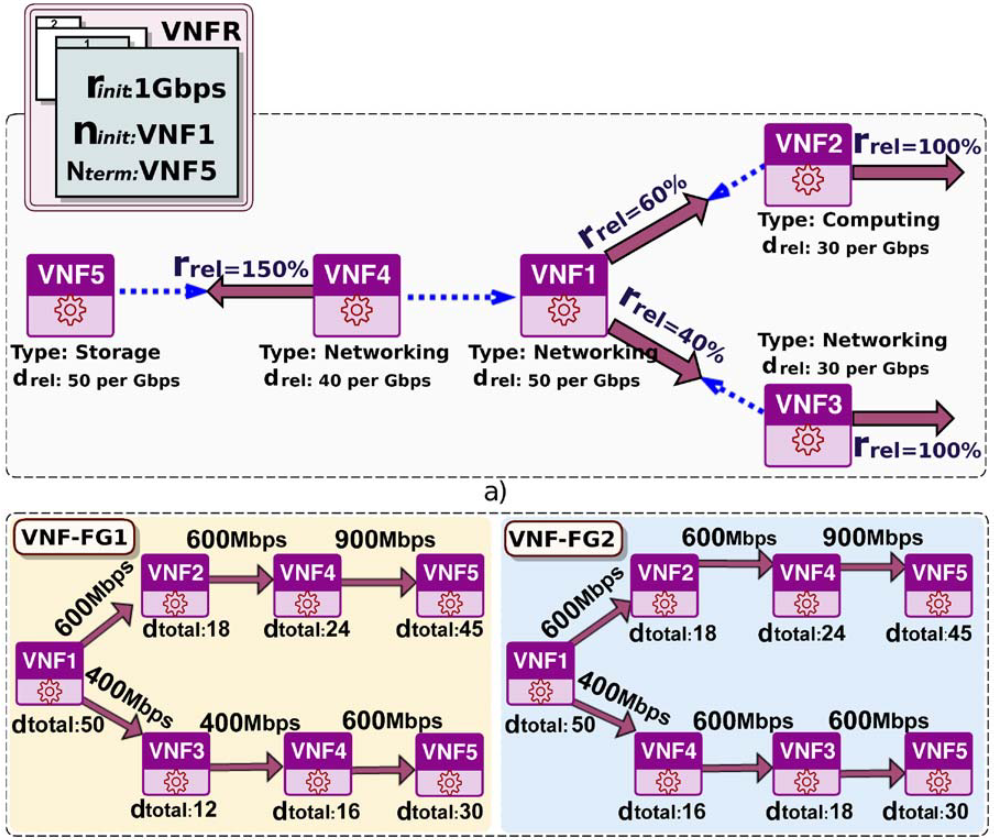 2
1
VNFR
rinit:1Gbps
ninit:VNF1
Nterm:VNF5
VNF2
rrel=100%
Type: Computing
drel: 30 per Gbps
rrel=60%
VNF5
rrel=150%
VNF4
VNF1
rrel=40%
Type: Storage
drel: 50 per Gbps
Type: Networking
drel: 40 per Gbps
Type: Networking
drel: 50 per Gbps
Type: Networking
drel: 30 per Gbps
VNF3
rrel=100%
a)
VNF-FG1
600Mbps
900Mbps
600Mbps
VNF2
VNF4
VNF5
dtotal:18
dtotal:24
dtotal:45
VNF1
dtotal:50
400Mbps
400Mbps
600Mbps
VNF3
VNF4
VNF5
dtotal:12
dtotal:16
dtotal:30
VNF-FG2
600Mbps
900Mbps
600Mbps
VNF2
VNF4
VNF5
dtotal:18
dtotal:24
dtotal:45
VNF1
dtotal:50
400Mbps
600Mbps
600Mbps
VNF4
VNF3
VNF5
dtotal:16
dtotal:18
dtotal:30